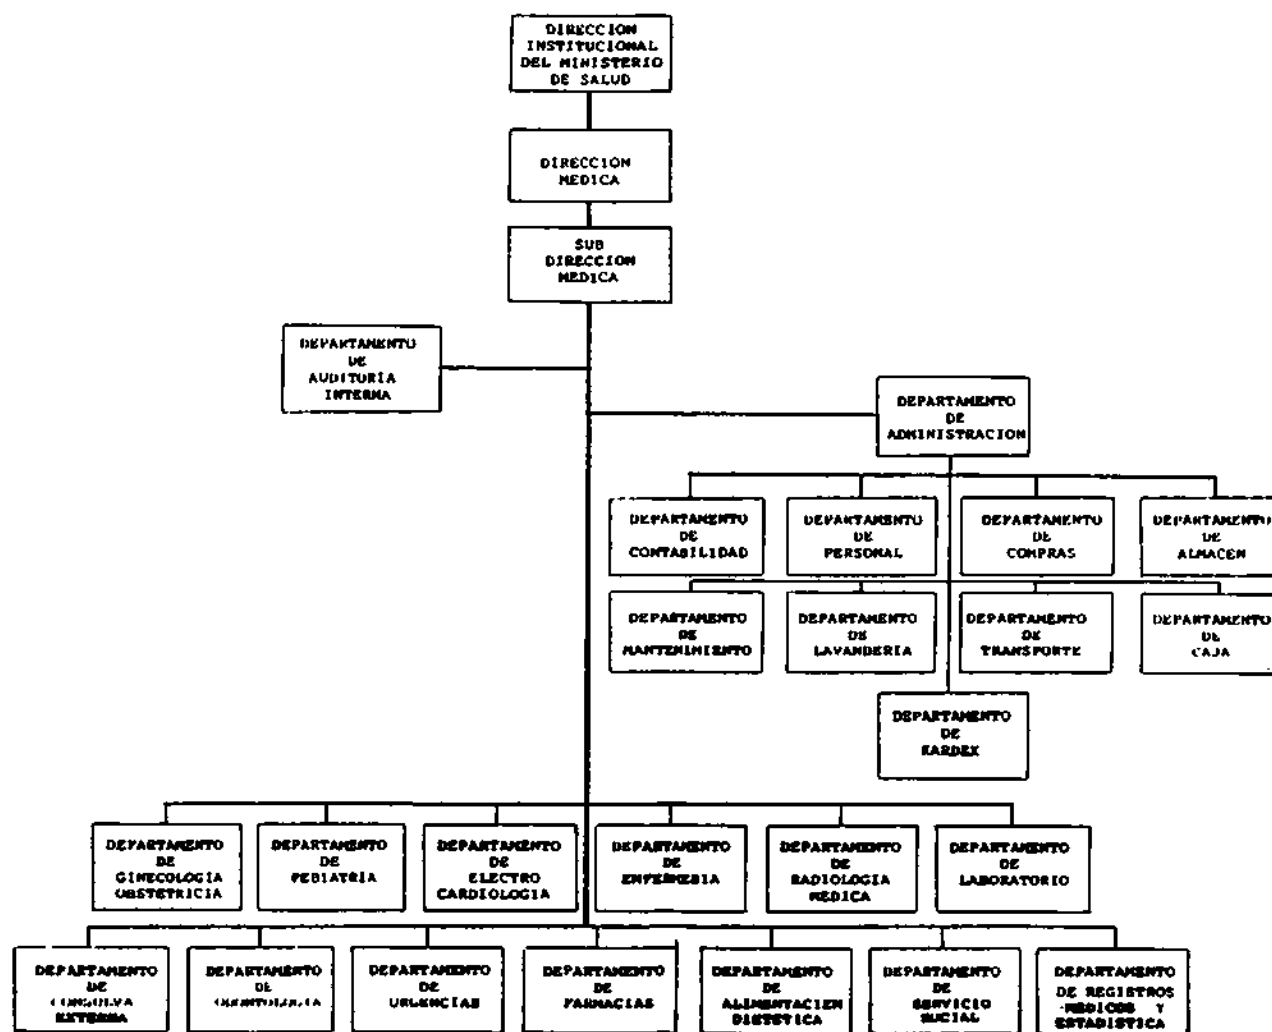 DIRECCION
INSTITUCIONAL
DEL MINISTERIO
DE SALUD
DIRECCION
MEDICA
SUB
DIRECCION
MEDICA
DEPARTAMENTO
DE
AUDITORÍA
INTERNA
DEPARTAMENTO
DE
ADMINISTRACION
DEPARTAMENTO
DE
CONTABILIDAD
DEPARTAMENTO
DE
PERSONAL
DEPARTAMENTO
DE
COMPRAS
DEPARTAMENTO
DE
ALMACEN
DEPARTAMENTO
DE
MANTENIMIENTO
DEPARTAMENTO
DE
LAVANDERIA
DEPARTAMENTO
DE
TRANSPORTE
DEPARTAMENTO
DE
CAJA
DEPARTAMENTO
DE
KARDEX
DEPARTAMENTO
DE
GINECOLOGIA
OBSTETRICIA
DEPARTAMENTO
DE
PEDIATRIA
DEPARTAMENTO
DE
ELECTRO
CARDIOLOGIA
DEPARTAMENTO
DE
ENFERMERIA
DEPARTAMENTO
DE
RADIOLOGIA
MEDICA
DEPARTAMENTO
DE
LABORATORIO
DEPARTAMENTO
DE
EXTERNA
DEPARTAMENTO
DE
ODONTOLOGIA
DEPARTAMENTO
DE
URGENCIAS
DEPARTAMENTO
DE
FARMACIAS
DEPARTAMENTO
DE
ALIMENTACIEN
DIETETICA
DEPARTAMENTO
DE
SERVICIO
SOCIAL
DEPARTAMENTO
DE REGISTROS
MEDICOS Y
ESTADISTICA